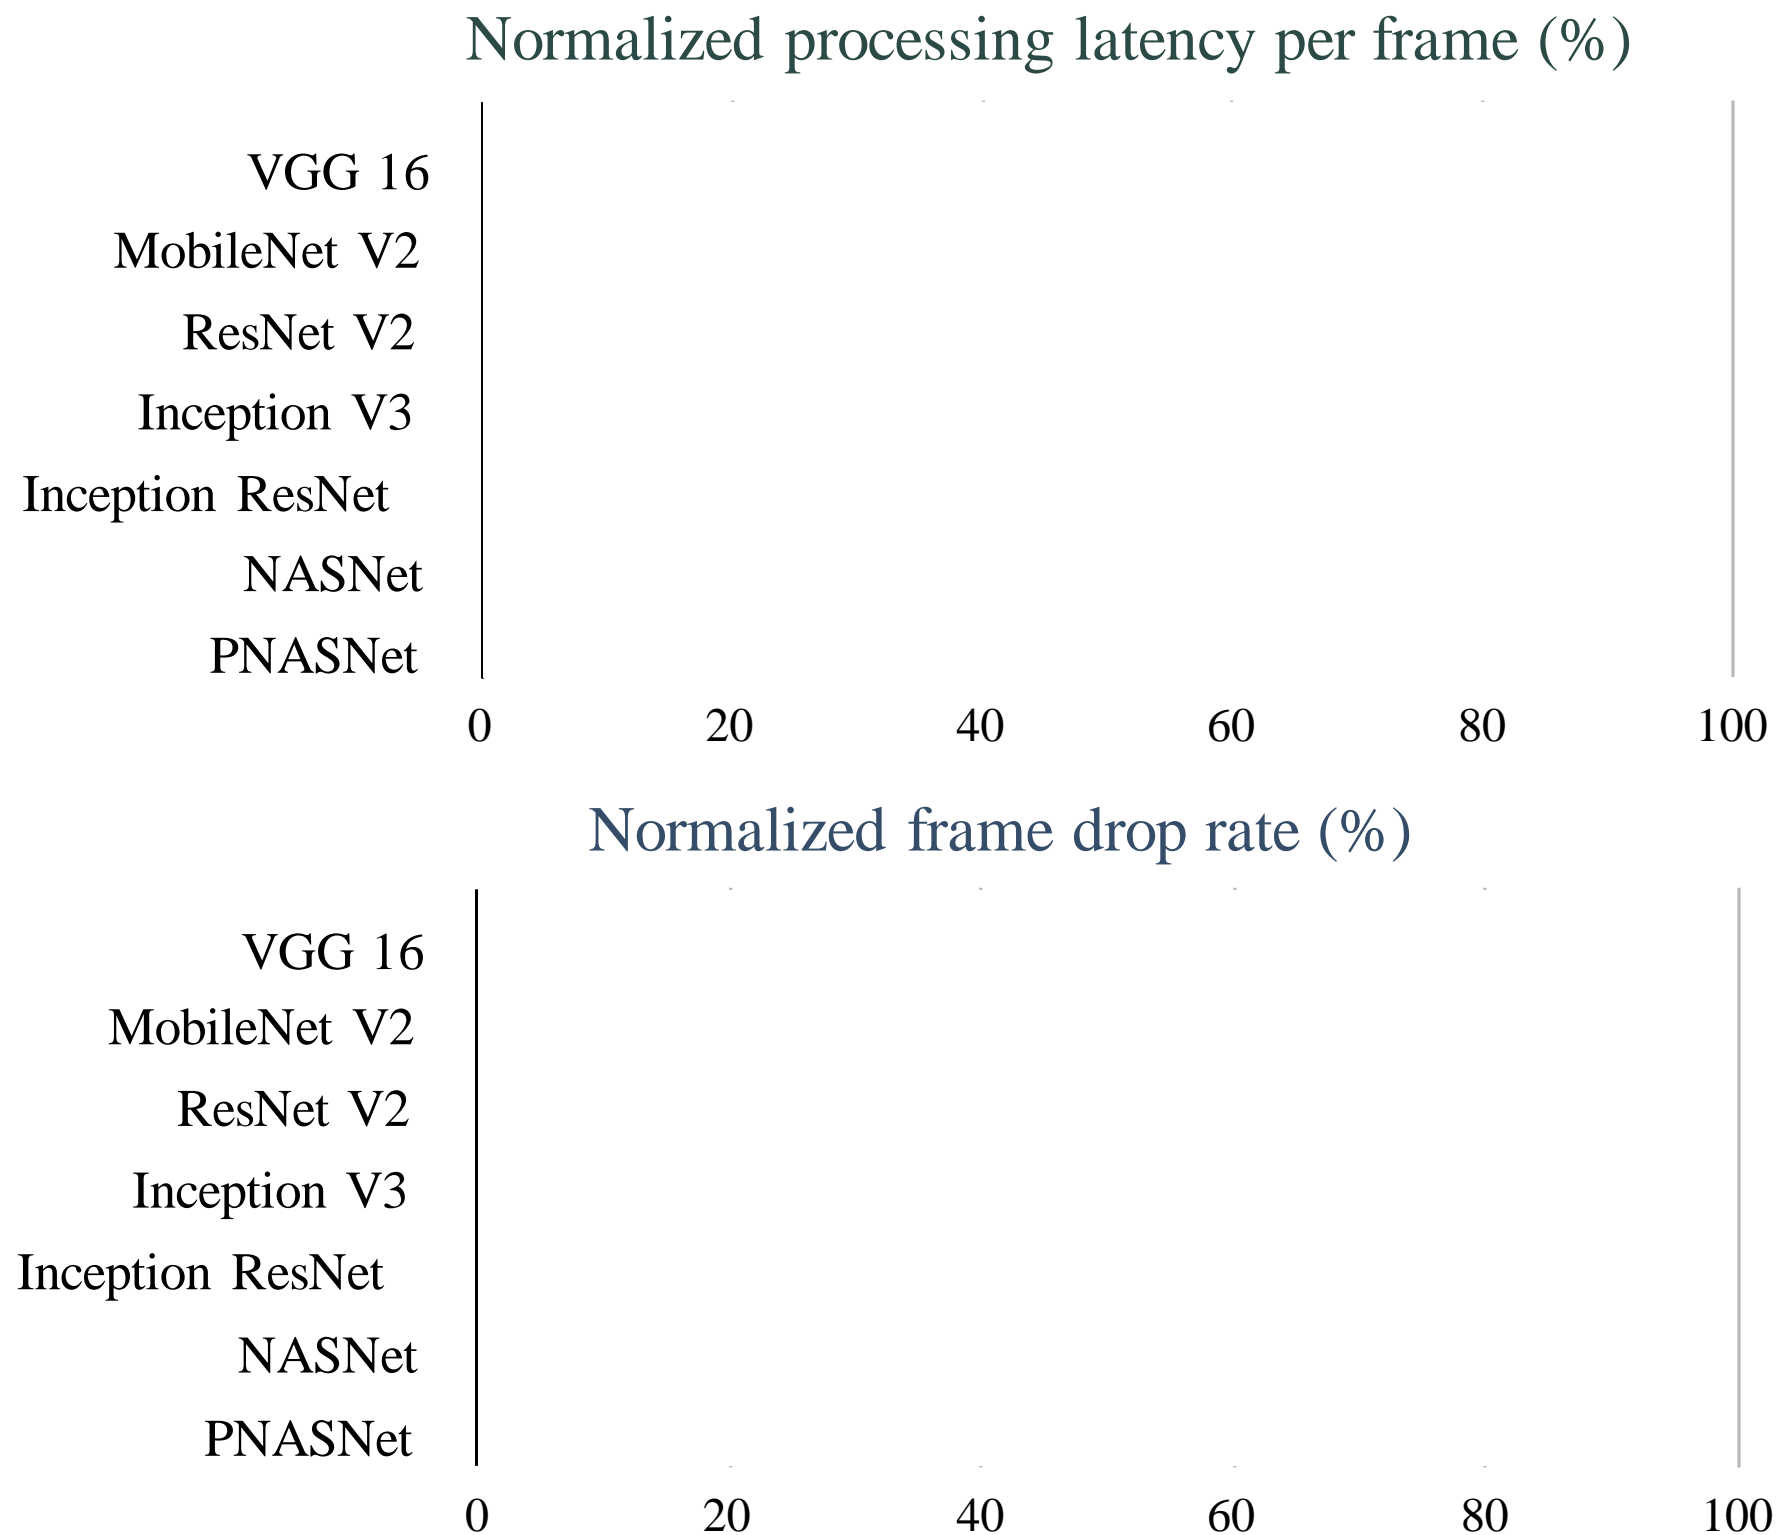 Normalized processing latency per frame (%)
VGG 16
MobileNet V2
ResNet V2
Inception V3
Inception ResNet
NASNet
PNASNet
0 20 40 60 80 100
Normalized frame drop rate (%)
VGG 16
MobileNet V2
ResNet V2
Inception V3
Inception ResNet
NASNet
PNASNet
0 20 40 60 80 100